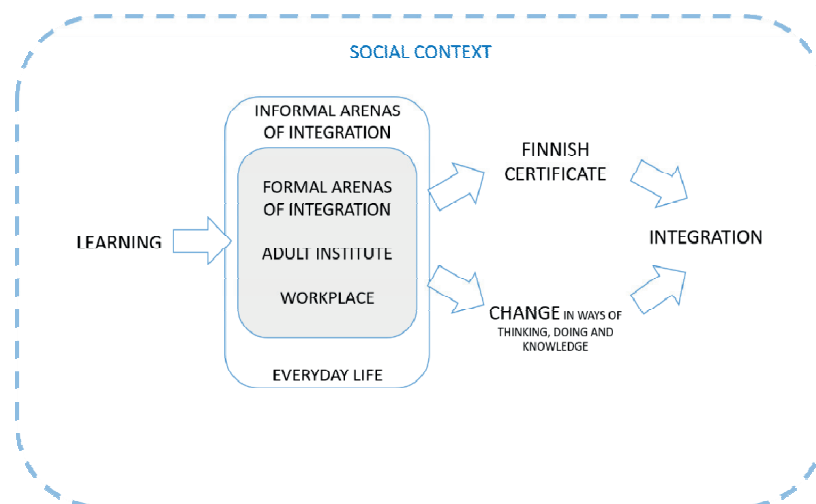 SOCIAL CONTEXT
INFORMAL ARENAS
OF INTEGRATION
FORMAL ARENAS
OF INTEGRATION
ADULT INSTITUTE
WORKPLACE
EVERYDAY LIFE
LEARNING
FINNISH
CERTIFICATE
CHANGE IN WAYS OF
THINKING, DOING AND
KNOWLEDGE
INTEGRATION